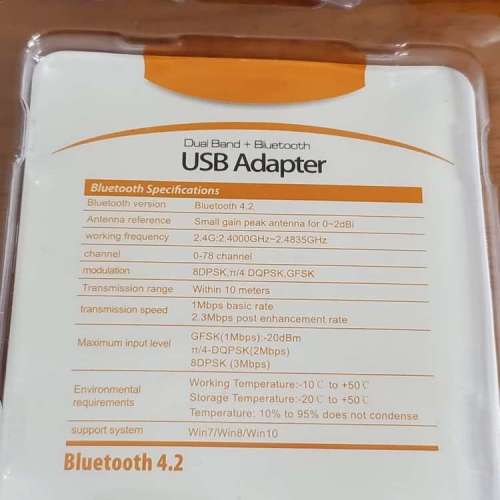 Dual Band + Bluetooth
USB Adapter
Bluetooth Specifications
Bluetooth version Bluetooth 4.2
Antenna reference Small gain peak antenna for 0~2dBi
working frequency 2.4G:2.4000GHz~2.4835GHz
channel 0-78 channel
modulation 8DPSK,π/4 DQPSK,GFSK
Transmission range Within 10 meters
transmission speed 1Mbps basic rate
2.3Mbps post enhancement rate
Maximum input level GFSK(1Mbps):-20dBm
π/4-DQPSK(2Mbps)
8DPSK (3Mbps)
Environmental requirements Working Temperature:-10℃ to +50℃
Storage Temperature:-20℃ to +50℃
Temperature: 10% to 95% does not condense
support system Win7/Win8/Win10
Bluetooth 4.2